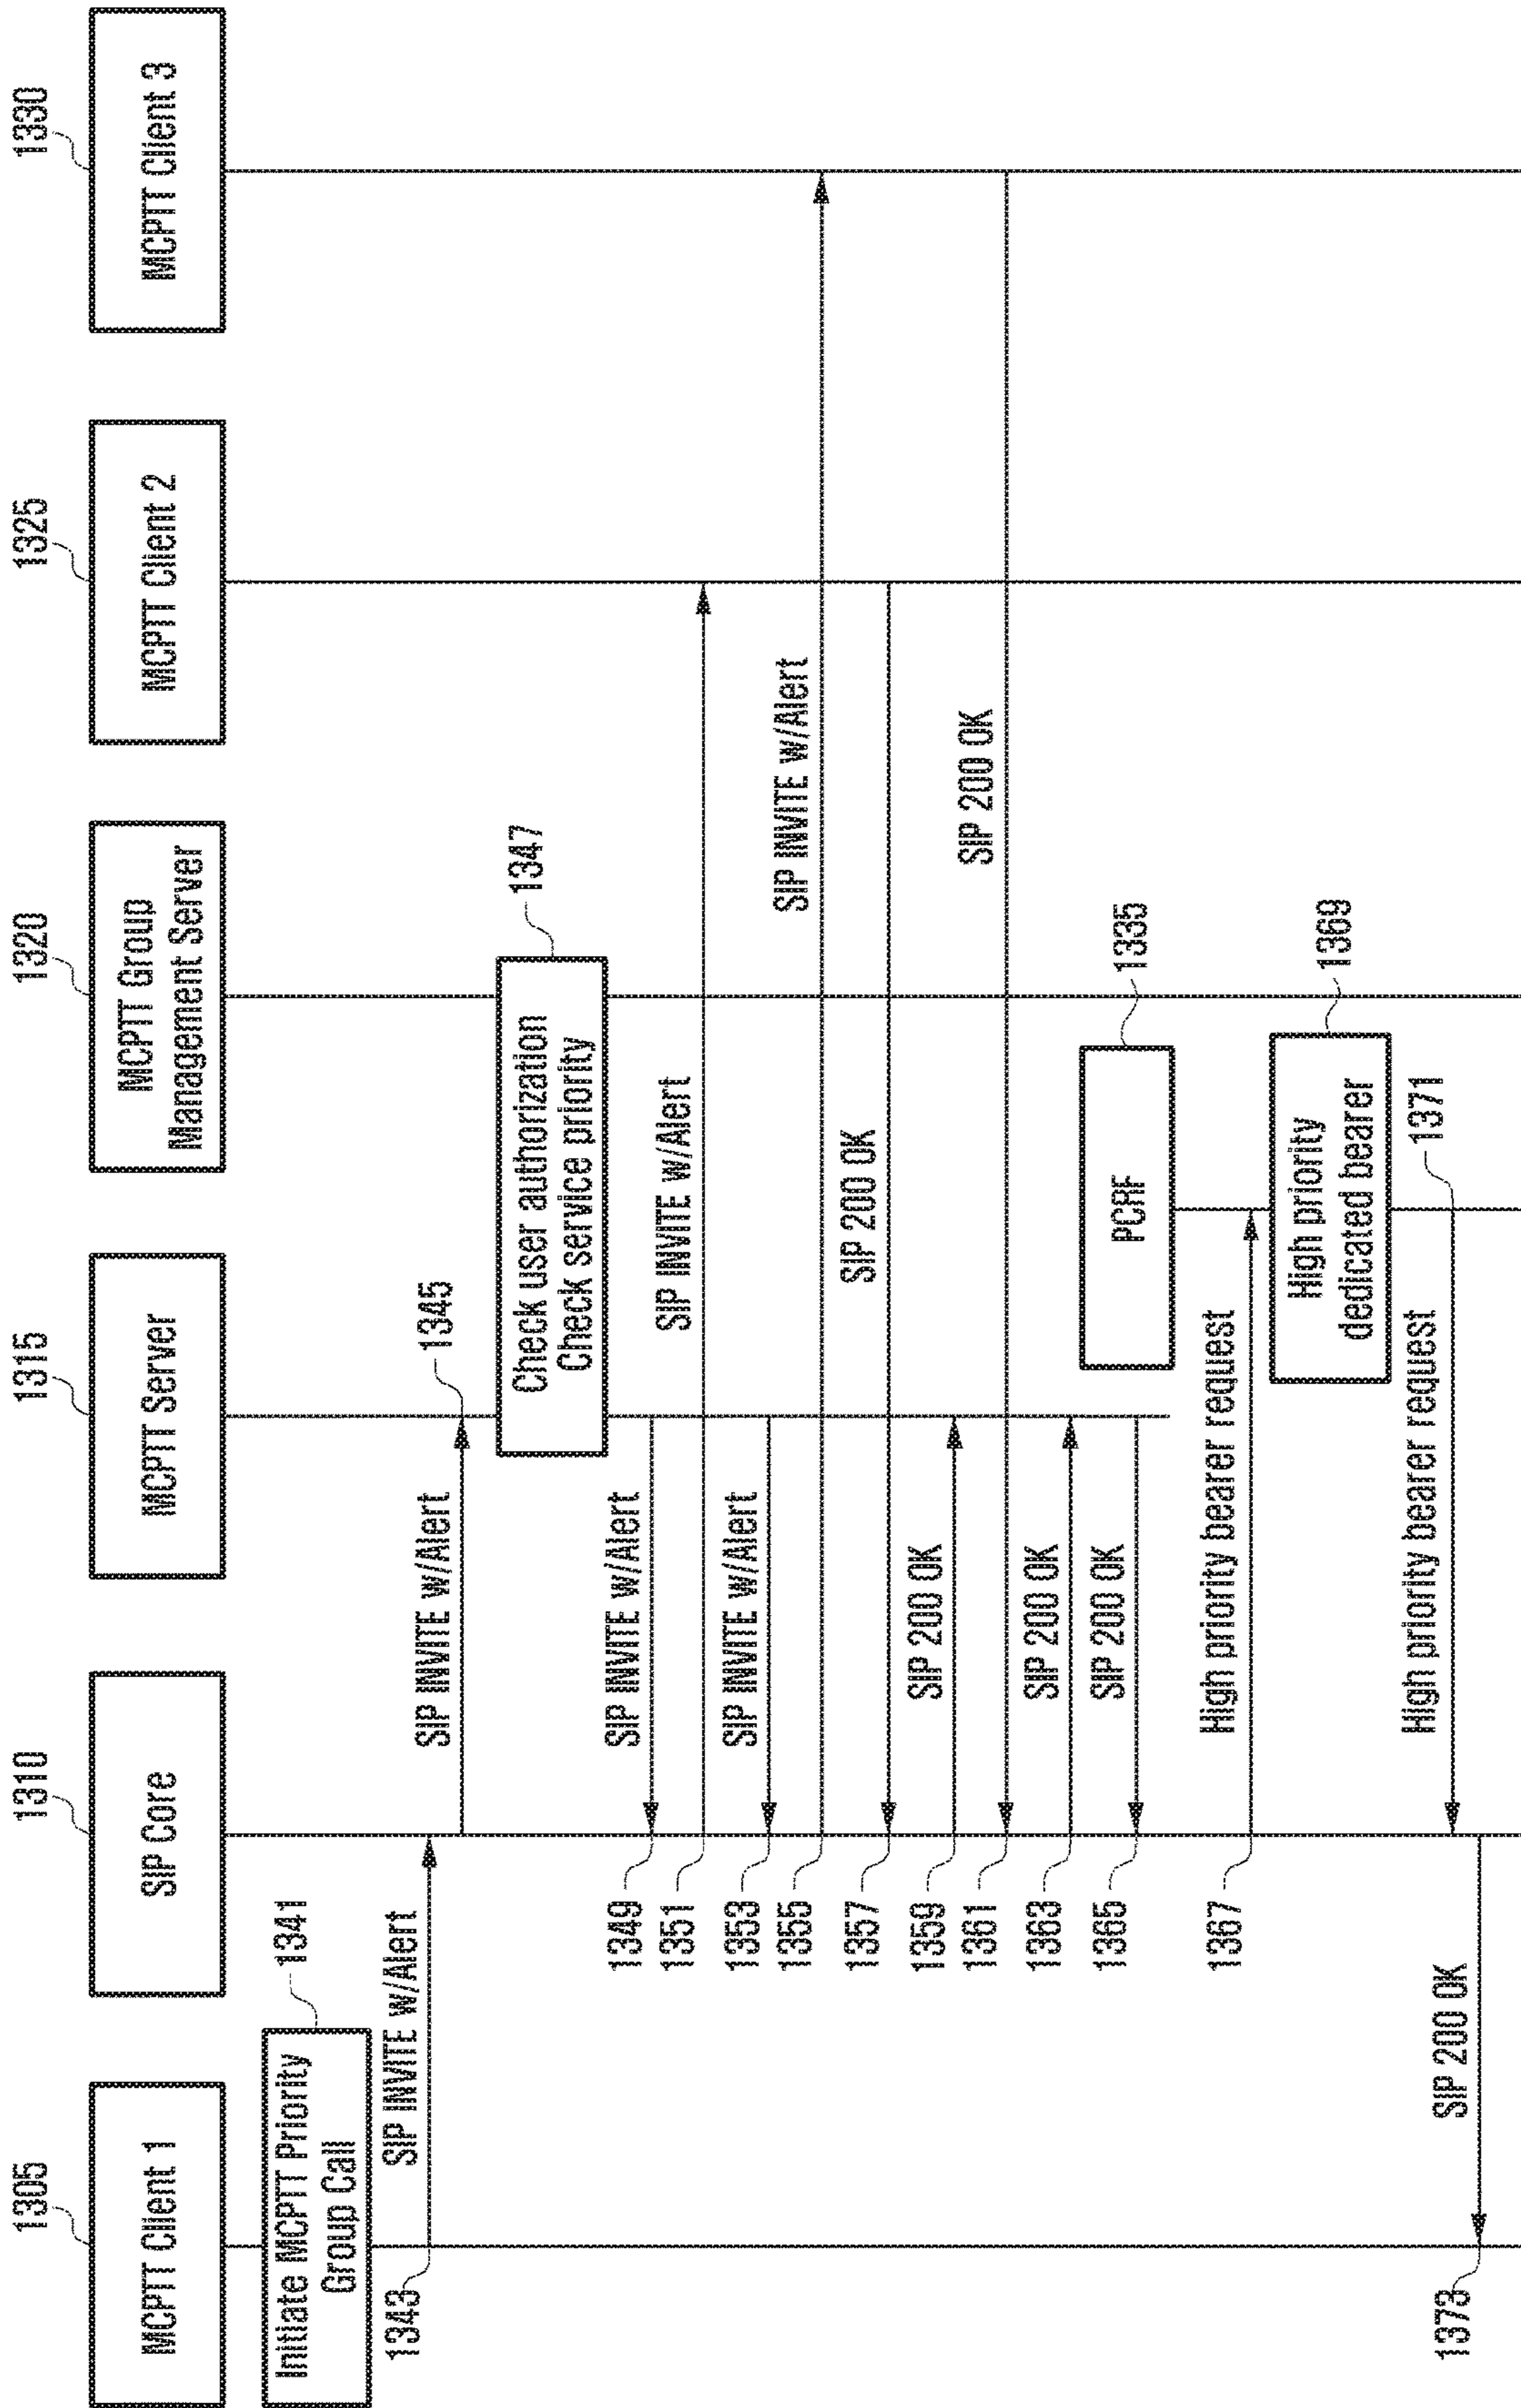 1305
MCPTT Client 1
1310
SIP Core
1315
MCPTT Server
1320
MCPTT Group
Management Server
1325
MCPTT Client 2
1330
MCPTT Client 3
Initiate MCPTT Priority
Group Call
1341
1343
SIP INVITE w/Alert
SIP INVITE w/Alert
1345
Check user authorization
Check service priority
1347
1349
SIP INVITE w/Alert
1351
SIP INVITE w/Alert
1353
SIP INVITE w/Alert
1355
SIP INVITE w/Alert
1357
SIP 200 OK
1359
SIP 200 OK
1361
SIP 200 OK
1363
SIP 200 OK
1365
SIP 200 OK
PCRF
1335
1367
High priority bearer request
High priority
dedicated bearer
1369
High priority bearer request
1371
1373
SIP 200 OK